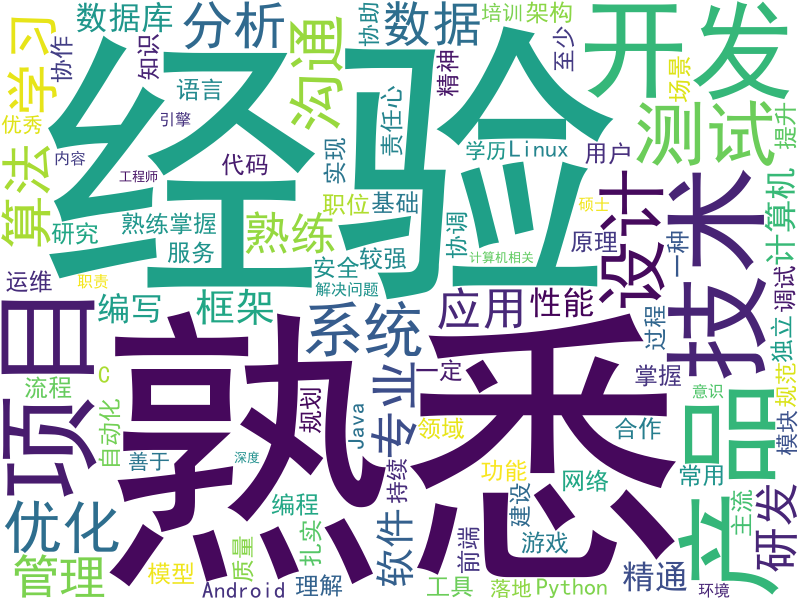 数据库
分析
数据
协助
培训
架构
开发
知识
协作
学习
沟通
经验
精神
至少
场景
测试
提升
语言
责任心
优秀
引擎
内容
工程师
代码
实现
学历
Linux
用户
算法
研究
熟练掌握
服务
熟练
职位
基础
协调
硕士
原理
设计
技术
一种
计算机
计算机相关
安全
较强
解决问题
运维
职责
编写
框架
系统
应用
性能
过程
独立
调试
项目
熟悉
流程
C
自动化
规划
Java
专业
一定
领域
掌握
合作
产品
意识
规范
模块
善于
深度
持续
功能
网络
常用
主流
研发
优化
编程
扎实
软件
前端
建设
游戏
管理
模型
质量
Android
理解
工具
落地
Python
精通
环境